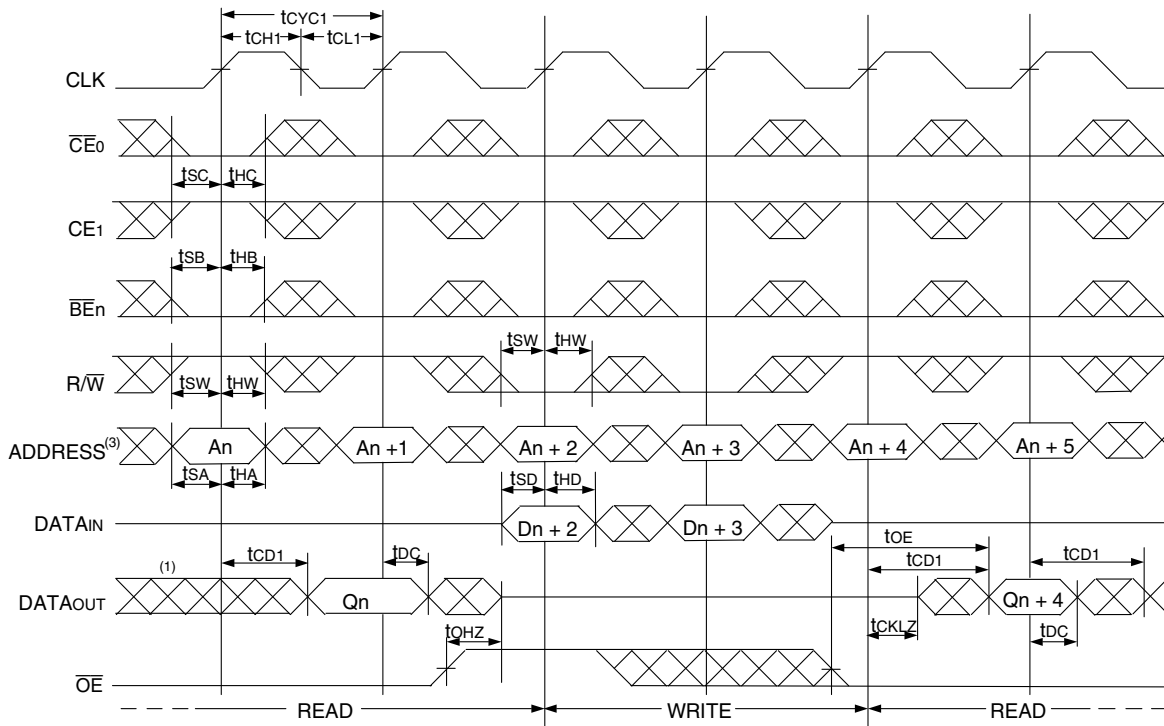 tCYC1
tCH1 tCL1
CLK
CE0
tSC tHC
CE1
tSB tHB
BEn
tSW tHW
R/W
tSW tHW
ADDRESS(3) An An +1 An + 2 An + 3 An + 4 An + 5
tSA tHA tSD tHD
DATAIN Dn + 2 Dn + 3
tOE
(1) tCD1 tDC tCD1 tCD1
DATAOUT Qn Qn + 4
tOHZ tCKLZ tDC
OE
READ WRITE READ